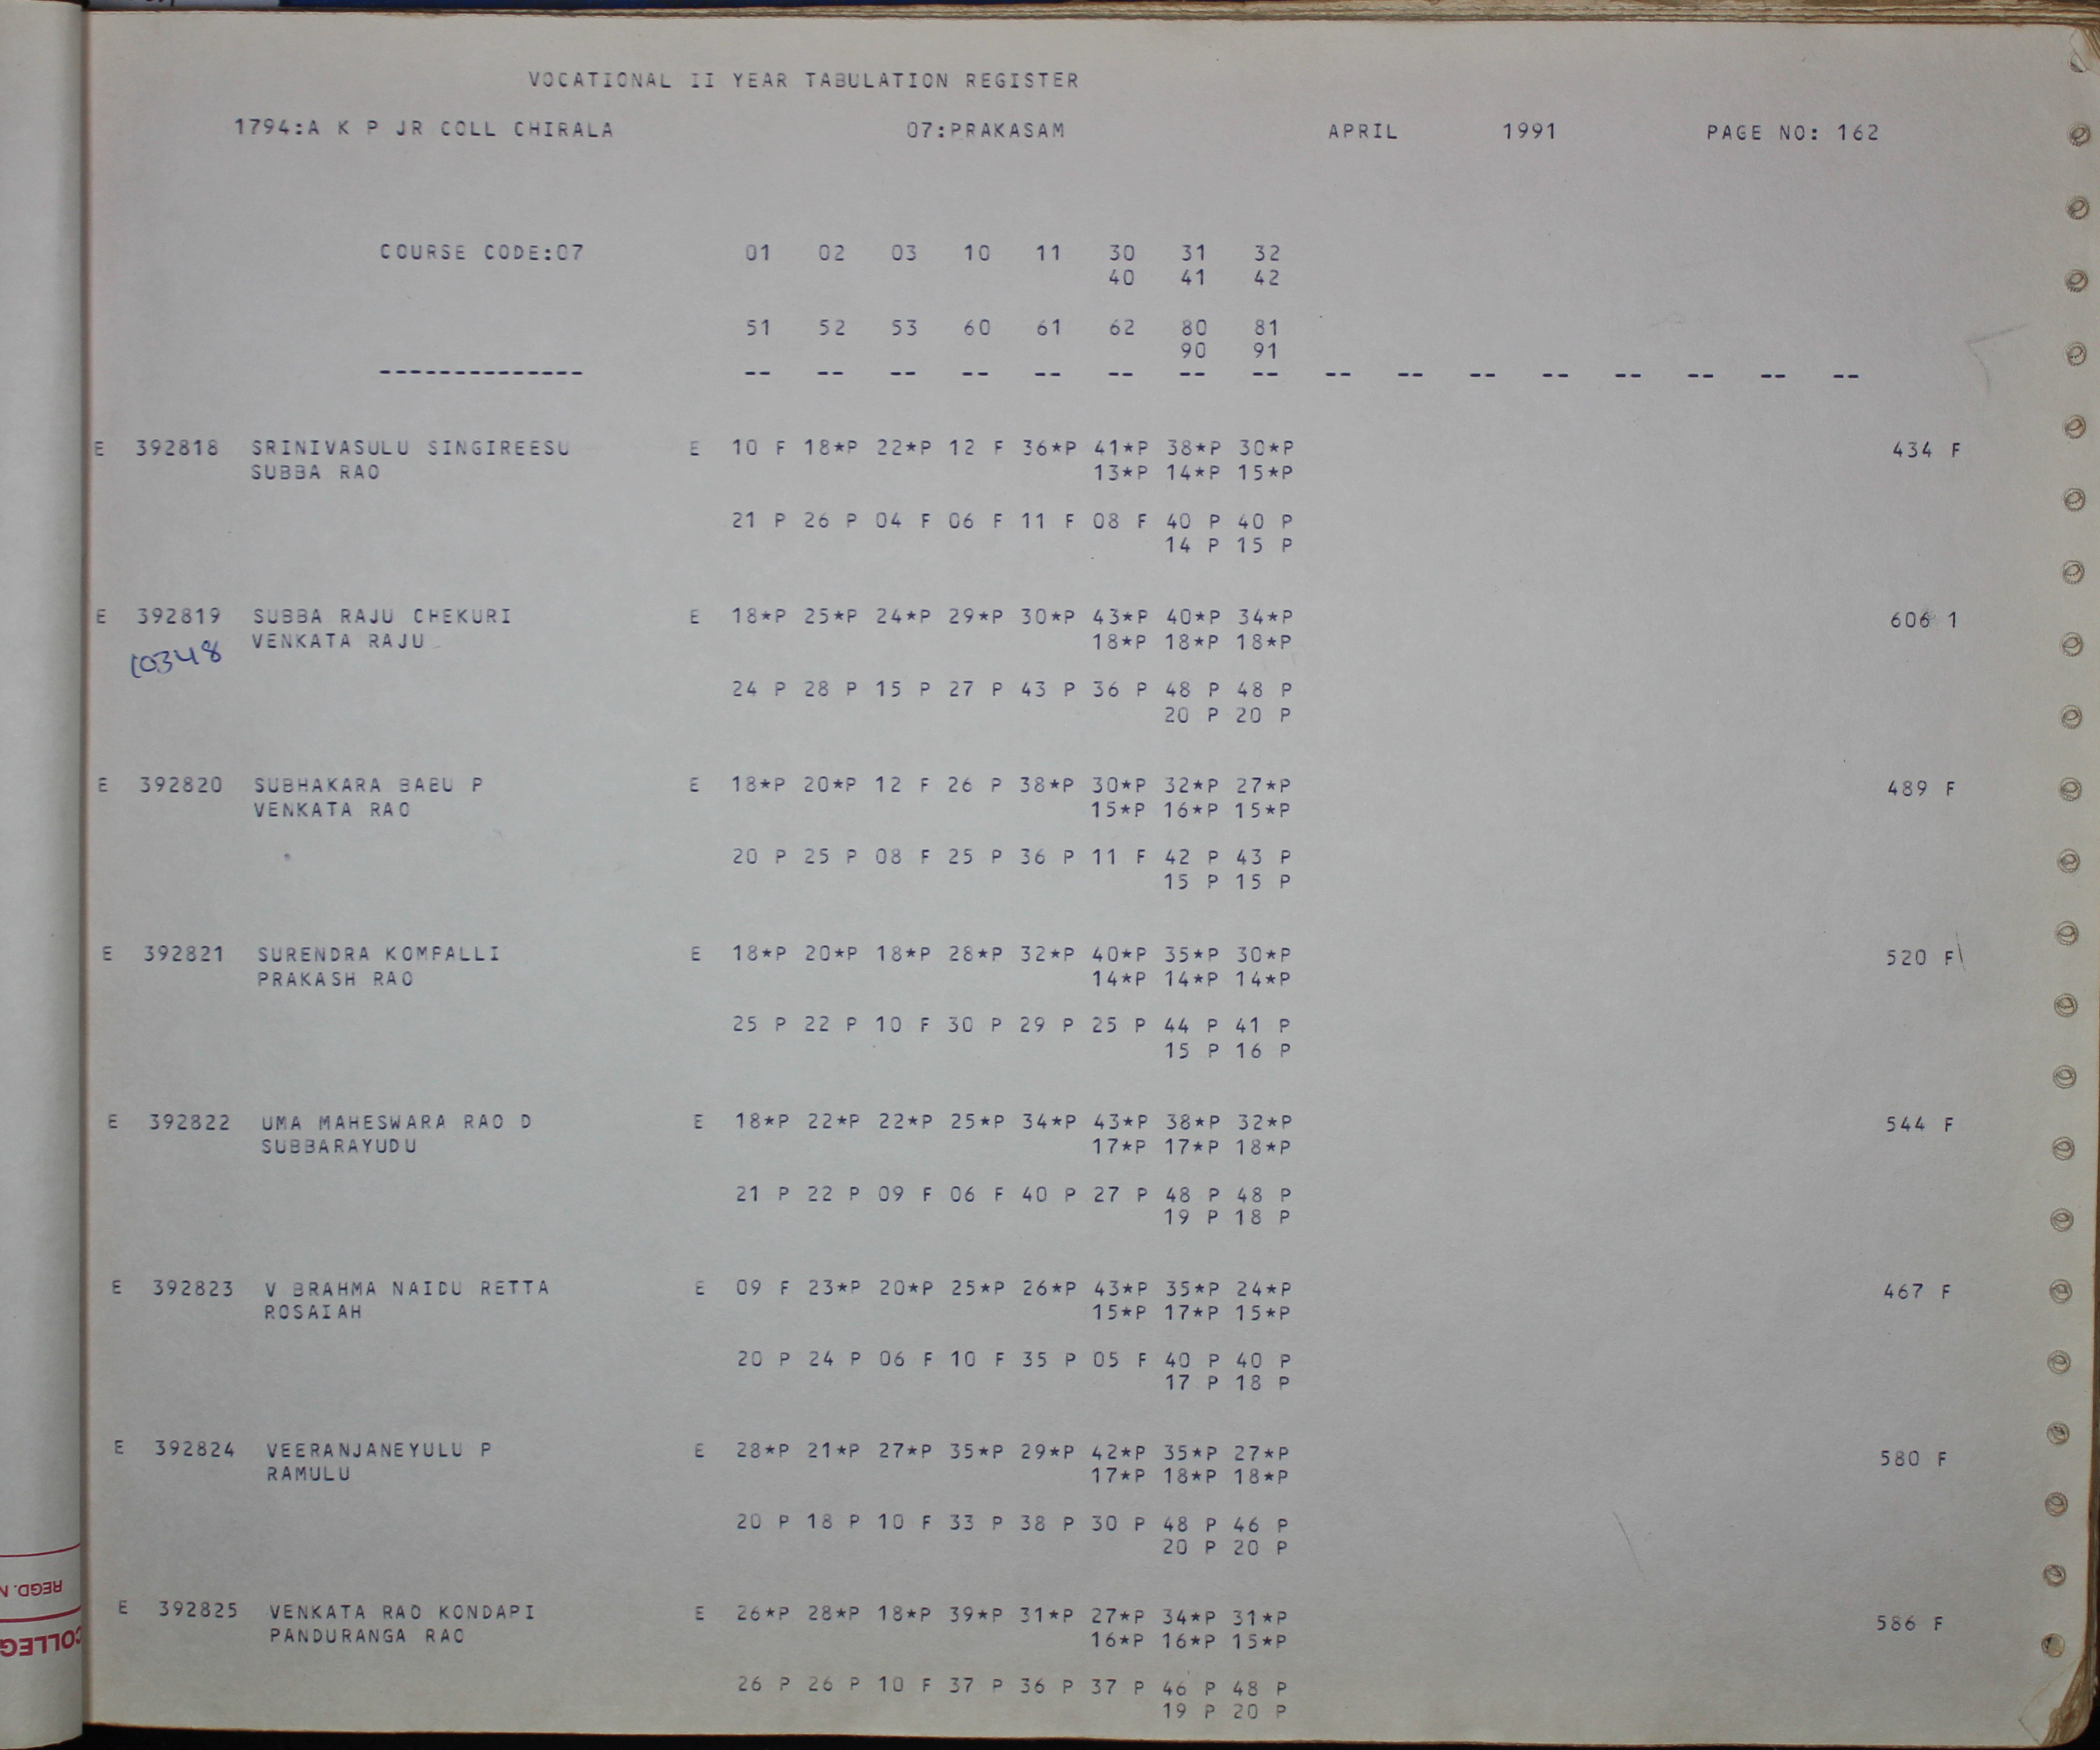 VOCATIONAL II YEAR TABULATION REGISTER
1794:A K P JR COLL CHIRALA 07:PRAKASAM APRIL 1991 PAGE NO: 162
COURSE CODE:07 01 02 03 10 11 30 31 32
40 41 42
51 52 53 60 61 62 80 81
90 91
-------------- -- -- -- -- -- -- -- -- -- -- -- -- -- -- -- --
E 392818 SRINIVASULU SINGIREESU E 10 F 18*P 22*P 12 F 36*P 41*P 38*P 30*P 434 F
SUBBA RAO 13*P 14*P 15*P
21 P 26 P 04 F 06 F 11 F 08 F 40 P 40 P
14 P 15 P
E 392819 SUBBA RAJU CHEKURI E 18*P 25*P 24*P 29*P 30*P 43*P 40*P 34*P 606 1
10348 VENKATA RAJU 18*P 18*P 18*P
24 P 28 P 15 P 27 P 43 P 36 P 48 P 48 P
20 P 20 P
E 392820 SUBHAKARA BABU P E 18*P 20*P 12 F 26 P 38*P 30*P 32*P 27*P 489 F
VENKATA RAO 15*P 16*P 15*P
20 P 25 P 08 F 25 P 36 P 11 F 42 P 43 P
15 P 15 P
E 392821 SURENDRA KOMPALLI E 18*P 20*P 18*P 28*P 32*P 40*P 35*P 30*P 520 F
PRAKASH RAO 14*P 14*P 14*P
25 P 22 P 10 F 30 P 29 P 25 P 44 P 41 P
15 P 16 P
E 392822 UMA MAHESWARA RAO D E 18*P 22*P 22*P 25*P 34*P 43*P 38*P 32*P 544 F
SUBBARAYUDU 17*P 17*P 18*P
21 P 22 P 09 F 06 F 40 P 27 P 48 P 48 P
19 P 18 P
E 392823 V BRAHMA NAIDU RETTA E 09 F 23*P 20*P 25*P 26*P 43*P 35*P 24*P 467 F
ROSAIAH 15*P 17*P 15*P
20 P 24 P 06 F 10 F 35 P 05 F 40 P 40 P
17 P 18 P
E 392824 VEERANJANEYULU P E 28*P 21*P 27*P 35*P 29*P 42*P 35*P 27*P 580 F
RAMULU 17*P 18*P 18*P
20 P 18 P 10 F 33 P 38 P 30 P 48 P 46 P
20 P 20 P
E 392825 VENKATA RAO KONDAPI E 26*P 28*P 18*P 39*P 31*P 27*P 34*P 31*P 586 F
PANDURANGA RAO 16*P 16*P 15*P
26 P 26 P 10 F 37 P 36 P 37 P 46 P 48 P
19 P 20 P
REGD.